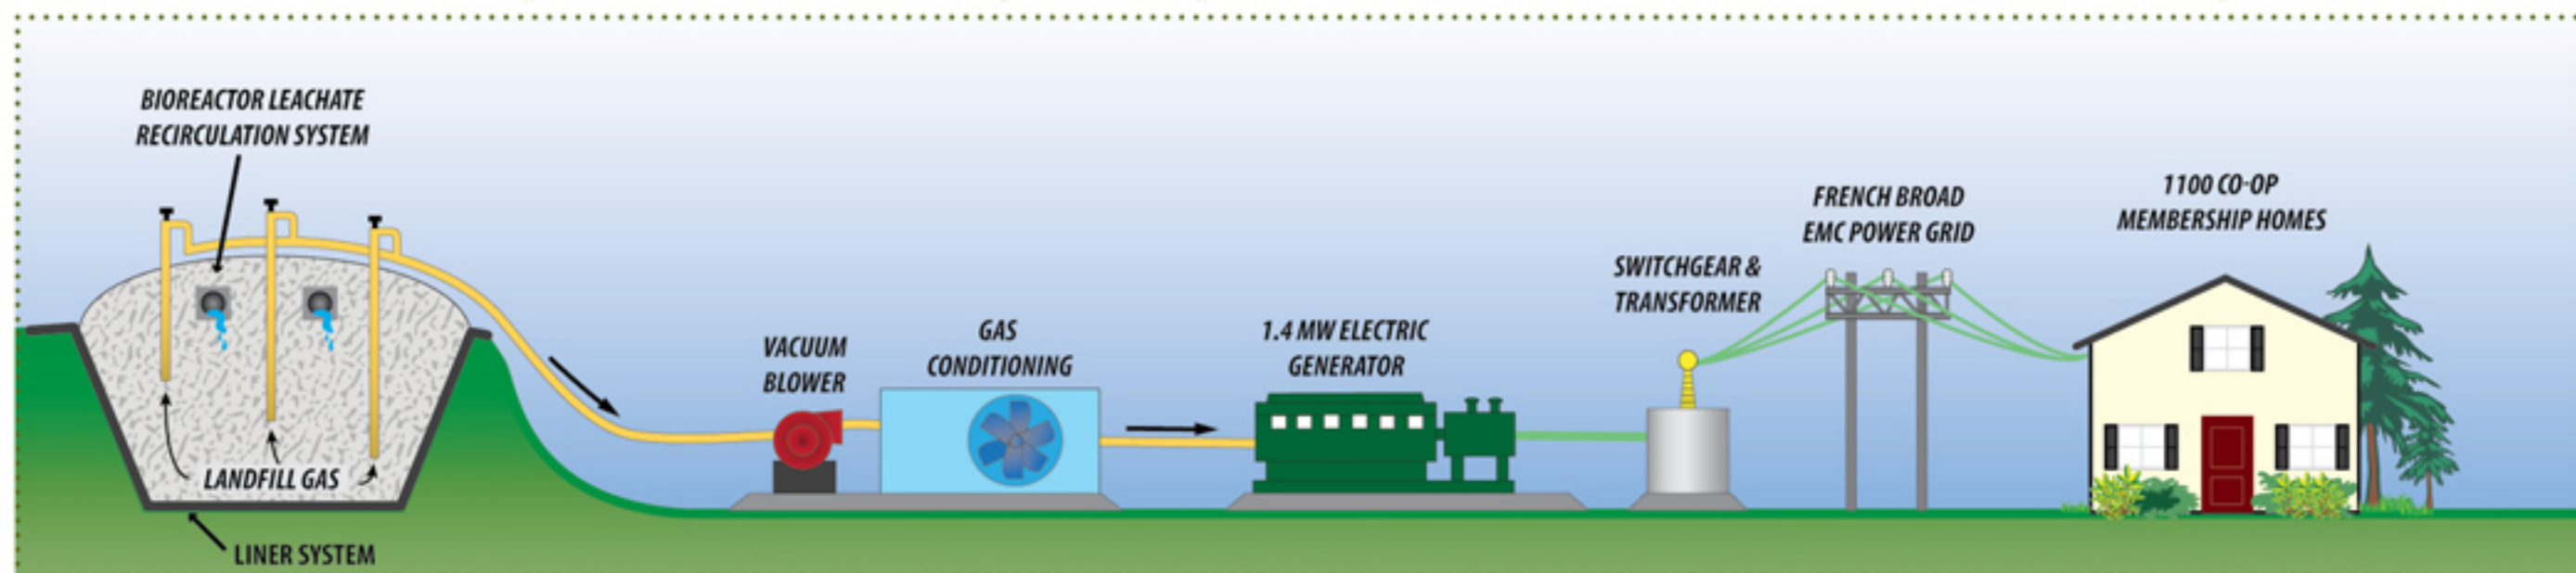 BIOREACTOR LEACHATE
RECIRCULATION SYSTEM
LANDFILL GAS
LINER SYSTEM
VACUUM
BLOWER
GAS
CONDITIONING
1.4 MW ELECTRIC
GENERATOR
SWITCHGEAR &
TRANSFORMER
FRENCH BROAD
EMC POWER GRID
1100 CO-OP
MEMBERSHIP HOMES